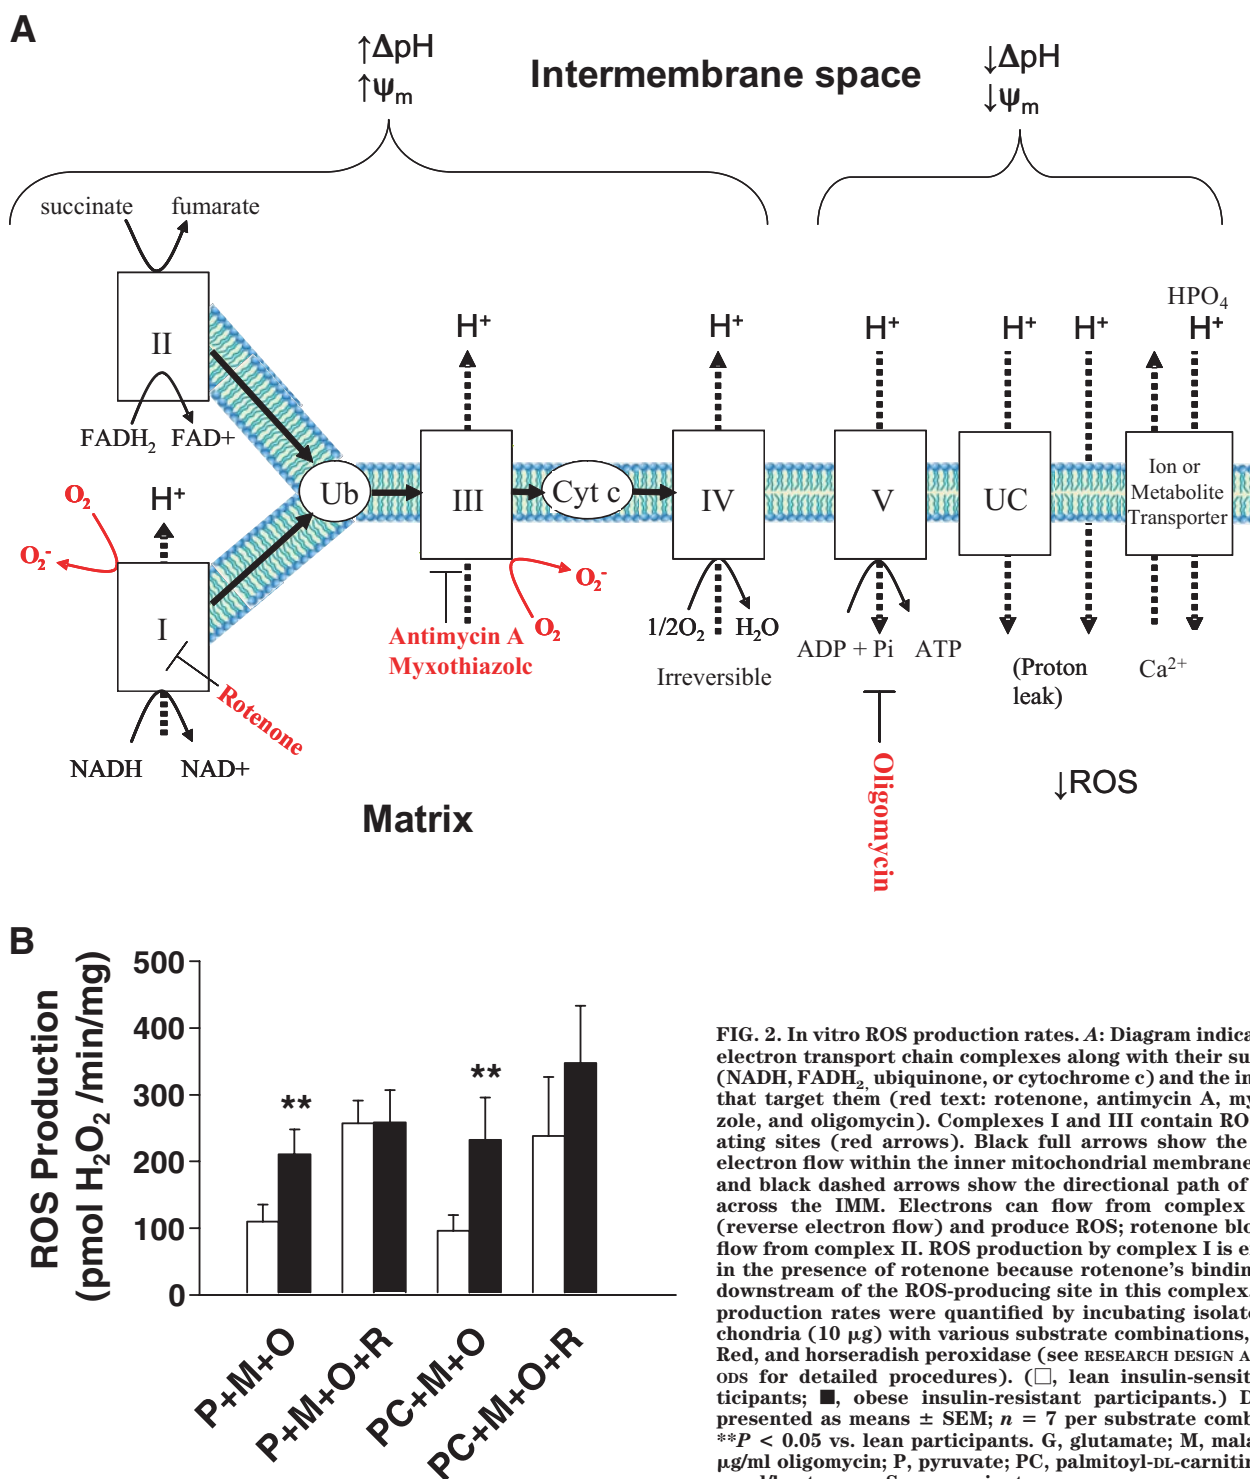 A
↑ΔpH
↑Ψm
Intermembrane space
↓ΔpH
↓Ψm
succinate fumarate
HPO4
H+ H+ H+ H+ H+ H+
II
FADH2 FAD+
O2
H+
O2-
Ub
III
Cyt c
IV
V
UC
Ion or
Metabolite
Transporter
I
O2-
O2
Antimycin A
Myxothiazolc
1/2O2 H2O
Irreversible
ADP + Pi ATP
(Proton
leak)
Ca2+
Rotenone
NADH NAD+
Oligomycin
↓ROS
Matrix
B
ROS Production
(pmol H2O2 /min/mg)
500
400
300
200
100
0
**
**
P+M+O
P+M+O+R
PC+M+O
PC+M+O+R
FIG. 2. In vitro ROS production rates. A: Diagram indica
electron transport chain complexes along with their su
(NADH, FADH2, ubiquinone, or cytochrome c) and the in
that target them (red text: rotenone, antimycin A, my
zole, and oligomycin). Complexes I and III contain RO
ating sites (red arrows). Black full arrows show the
electron flow within the inner mitochondrial membrane
and black dashed arrows show the directional path of
across the IMM. Electrons can flow from complex
(reverse electron flow) and produce ROS; rotenone blo
flow from complex II. ROS production by complex I is e
in the presence of rotenone because rotenone's bindin
downstream of the ROS-producing site in this complex.
production rates were quantified by incubating isolate
chondria (10 μg) with various substrate combinations,
Red, and horseradish peroxidase (see RESEARCH DESIGN A
ODS for detailed procedures). (□, lean insulin-sensit
ticipants; ■, obese insulin-resistant participants.) D
presented as means ± SEM; n = 7 per substrate comb
**P < 0.05 vs. lean participants. G, glutamate; M, mala
μg/ml oligomycin; P, pyruvate; PC, palmitoyl-DL-carnitin